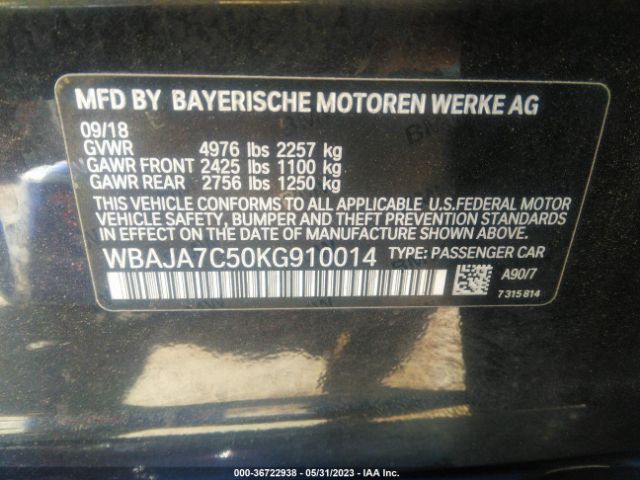 MFD BY BAYERISCHE MOTOREN WERKE AG
09/18
GVWR 4976 lbs 2257 kg
GAWR FRONT 2425 lbs 1100 kg
GAWR REAR 2756 lbs 1250 kg
THIS VEHICLE CONFORMS TO ALL APPLICABLE U.S.FEDERAL MOTOR
VEHICLE SAFETY, BUMPER AND THEFT PREVENTION STANDARDS
IN EFFECT ON THE DATE OF MANUFACTURE SHOWN ABOVE.
WBAJA7C50KG910014 TYPE: PASSENGER CAR
A90/7
7 315 814
000-36722938 - 05/31/2023 - IAA Inc.